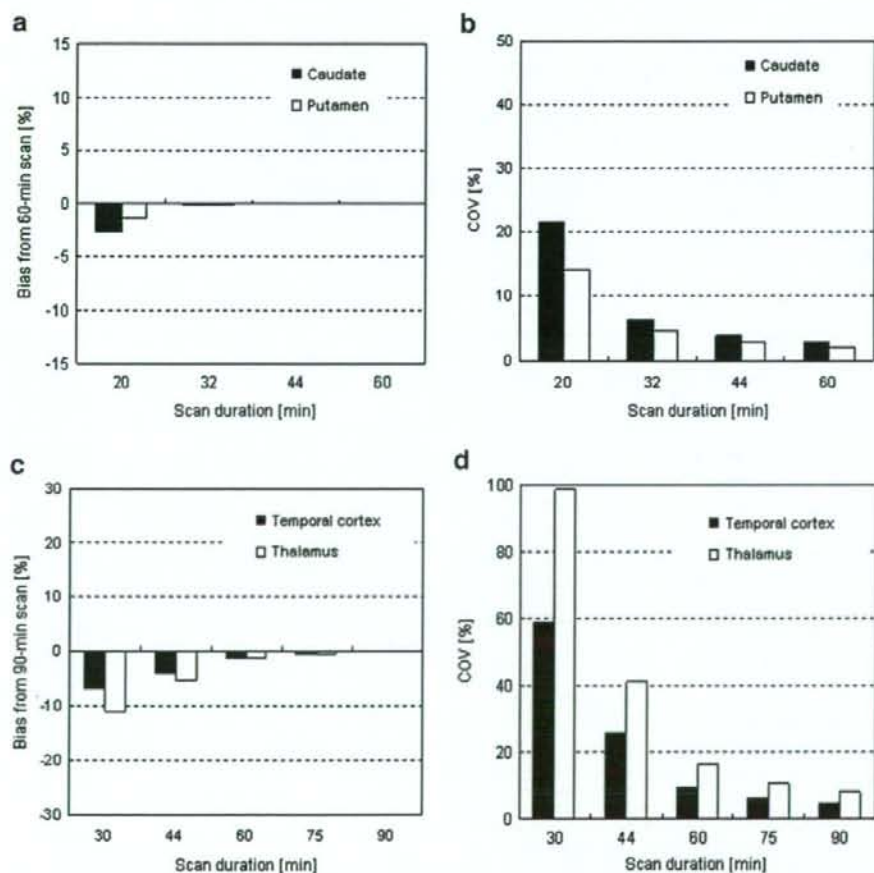 a
15
10
5
0
-5
-10
-15
Bias from 60-min scan [%]
Caudate
Putamen
20 32 44 60
Scan duration [min]
b
50
40
30
20
10
0
COV [%]
Caudate
Putamen
20 32 44 60
Scan duration [min]
c
30
20
10
0
-10
-20
-30
Bias from 90-min scan [%]
Temporal cortex
Thalamus
30 44 60 75 90
Scan duration [min]
d
100
80
60
40
20
0
COV [%]
Temporal cortex
Thalamus
30 44 60 75 90
Scan duration [min]